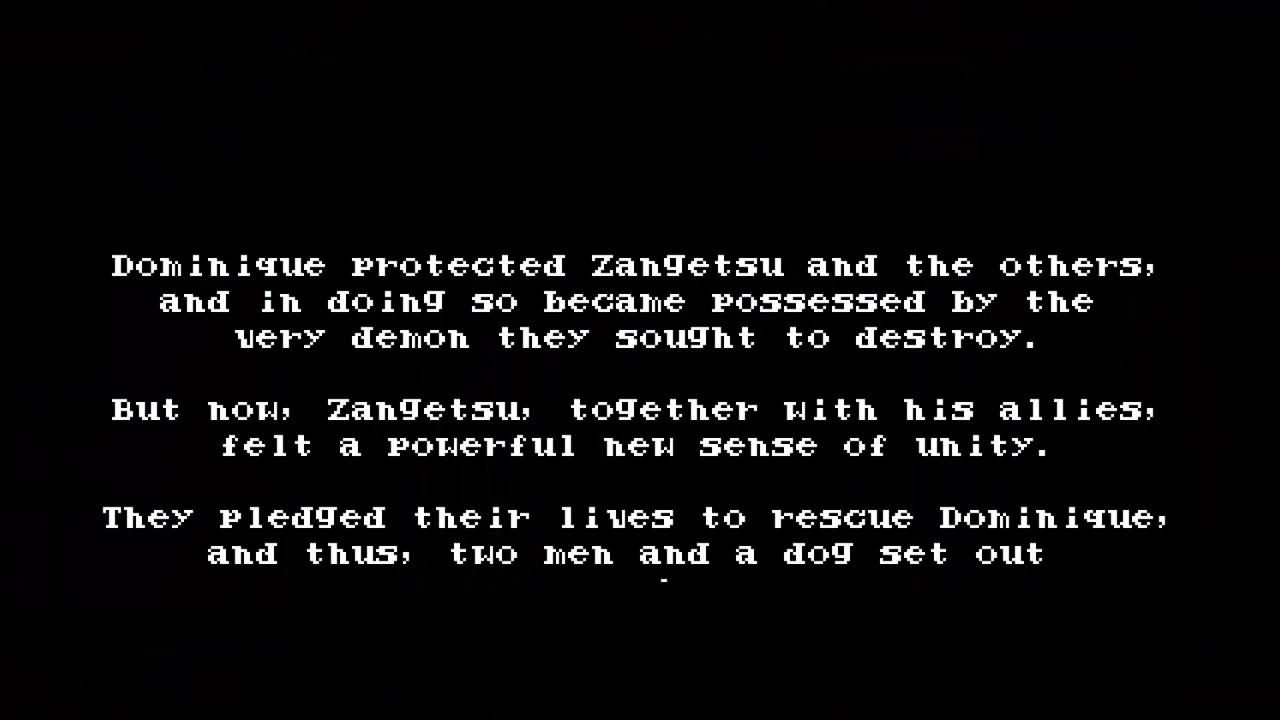 Dominique protected Zangetsu and the others,
and in doing so became possessed by the
very demon they sought to destroy.
But now, Zangetsu, together with his allies,
felt a powerful new sense of unity.
They pledged their lives to rescue Dominique,
and thus, two men and a dog set out